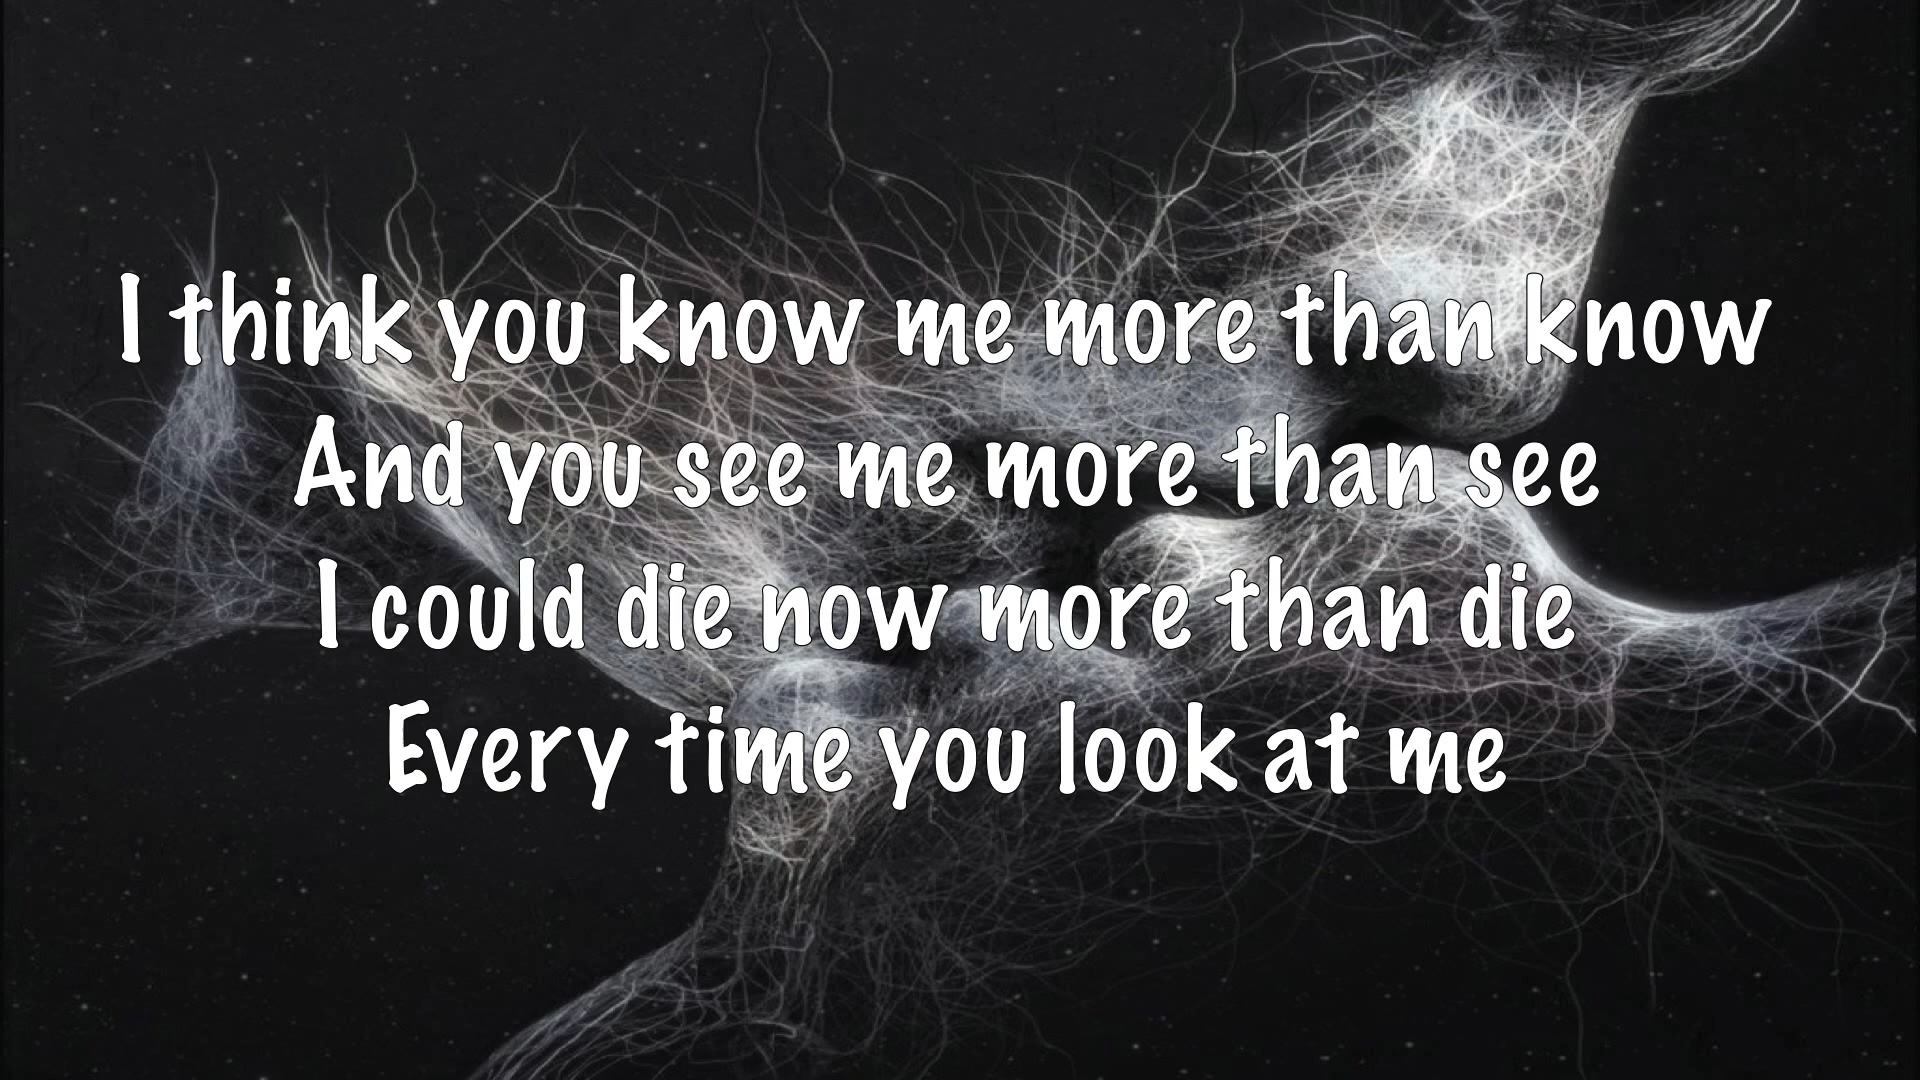 I think you know me more than know
And you see me more than see
I could die now more than die
Every time you look at me